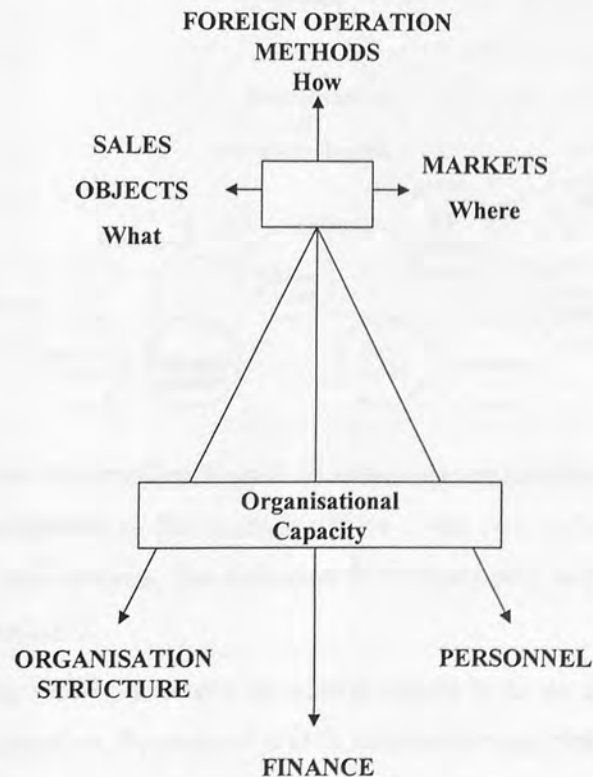 FOREIGN OPERATION
METHODS
How
SALES
OBJECTS
What
MARKETS
Where
Organisational
Capacity
ORGANISATION
STRUCTURE
PERSONNEL
FINANCE